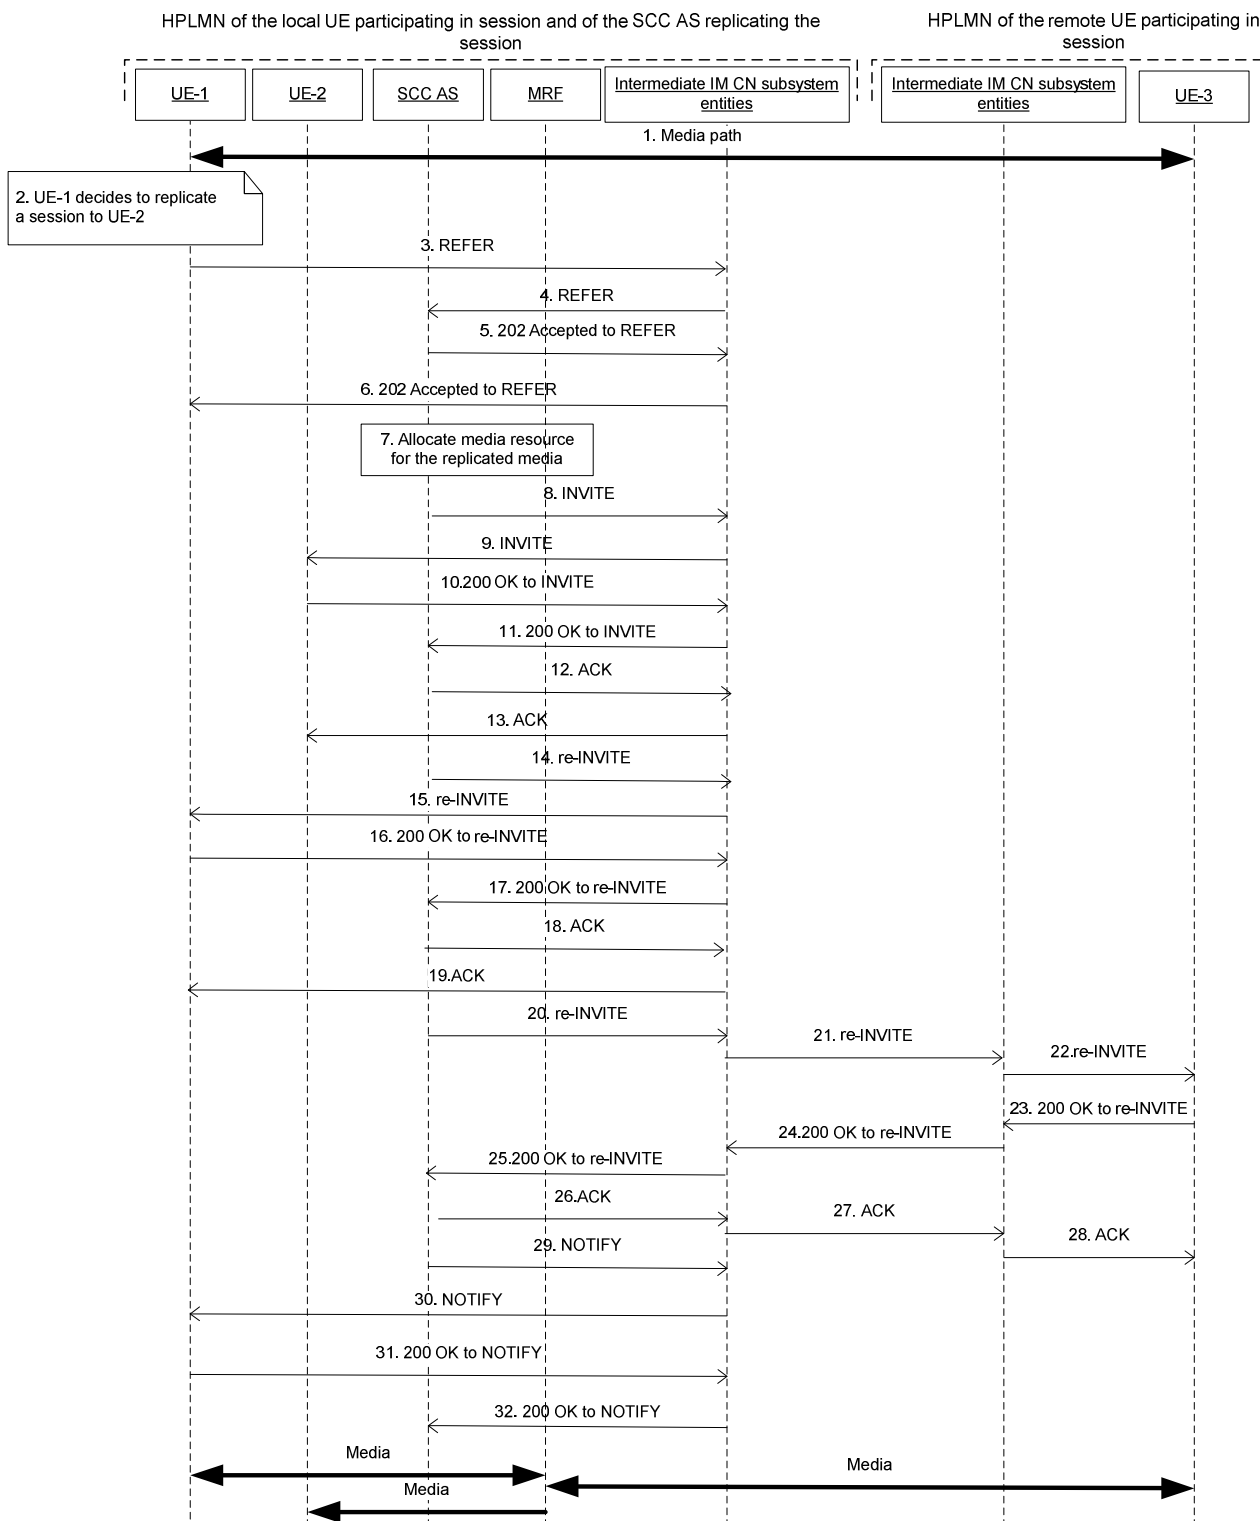 HPLMN of the local UE participating in session and of the SCC AS replicating the
session
HPLMN of the remote UE participating in
session
UE-1
UE-2
SCC AS
MRF
Intermediate IM CN subsystem
entities
Intermediate IM CN subsystem
entities
UE-3
1. Media path
2. UE-1 decides to replicate
a session to UE-2
3. REFER
4. REFER
5. 202 Accepted to REFER
6. 202 Accepted to REFER
7. Allocate media resource
for the replicated media
8. INVITE
9. INVITE
10.200 OK to INVITE
11. 200 OK to INVITE
12. ACK
13. ACK
14. re-INVITE
15. re-INVITE
16. 200 OK to re-INVITE
17. 200 OK to re-INVITE
18. ACK
19.ACK
20. re-INVITE
21. re-INVITE
22.re-INVITE
23. 200 OK to re-INVITE
24.200 OK to re-INVITE
25.200 OK to re-INVITE
26.ACK
27. ACK
28. ACK
29. NOTIFY
30. NOTIFY
31. 200 OK to NOTIFY
32. 200 OK to NOTIFY
Media
Media
Media